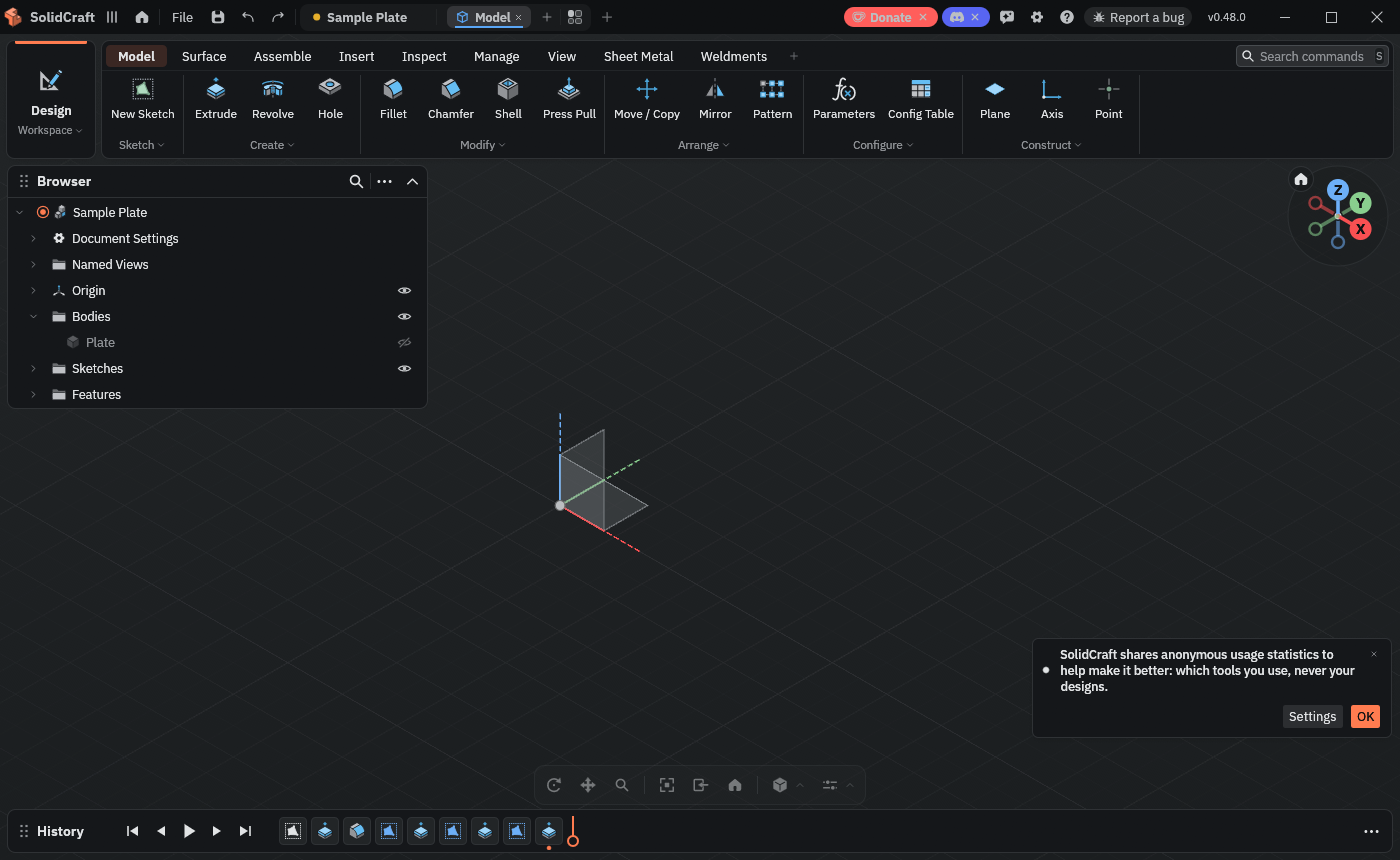 SolidCraft
File
Sample Plate
Model
Donate
Report a bug
v0.48.0
Design
Workspace
Model
Surface
Assemble
Insert
Inspect
Manage
View
Sheet Metal
Weldments
Search commands
S
New Sketch
Extrude
Revolve
Hole
Fillet
Chamfer
Shell
Press Pull
Move / Copy
Mirror
Pattern
Parameters
Config Table
Plane
Axis
Point
Sketch
Create
Modify
Arrange
Configure
Construct
Browser
Sample Plate
Document Settings
Named Views
Origin
Bodies
Plate
Sketches
Features
Z
Y
X
SolidCraft shares anonymous usage statistics to
help make it better: which tools you use, never your
designs.
Settings
OK
History